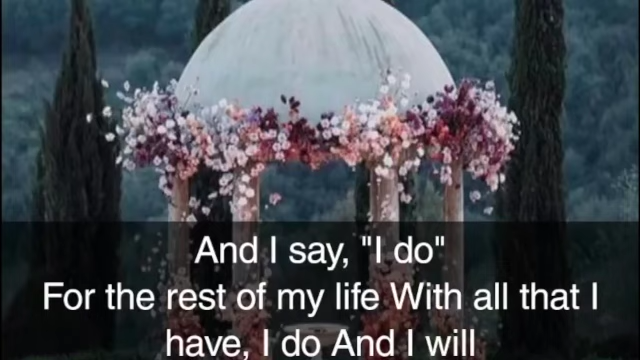 And I say, "I do"
For the rest of my life With all that I
have, I do And I will